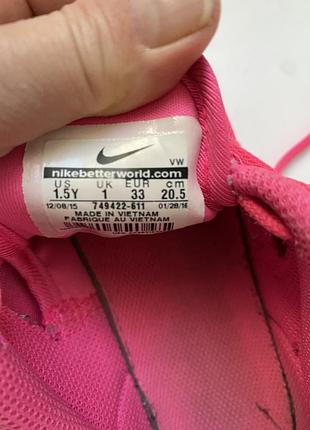 VW
nikebetterworld.com
US UK EUR cm
1.5Y 1 33 20.5
12/08/15 749422-611 01/28/16
MADE IN VIETNAM
FABRIQUE AU VIETNAM